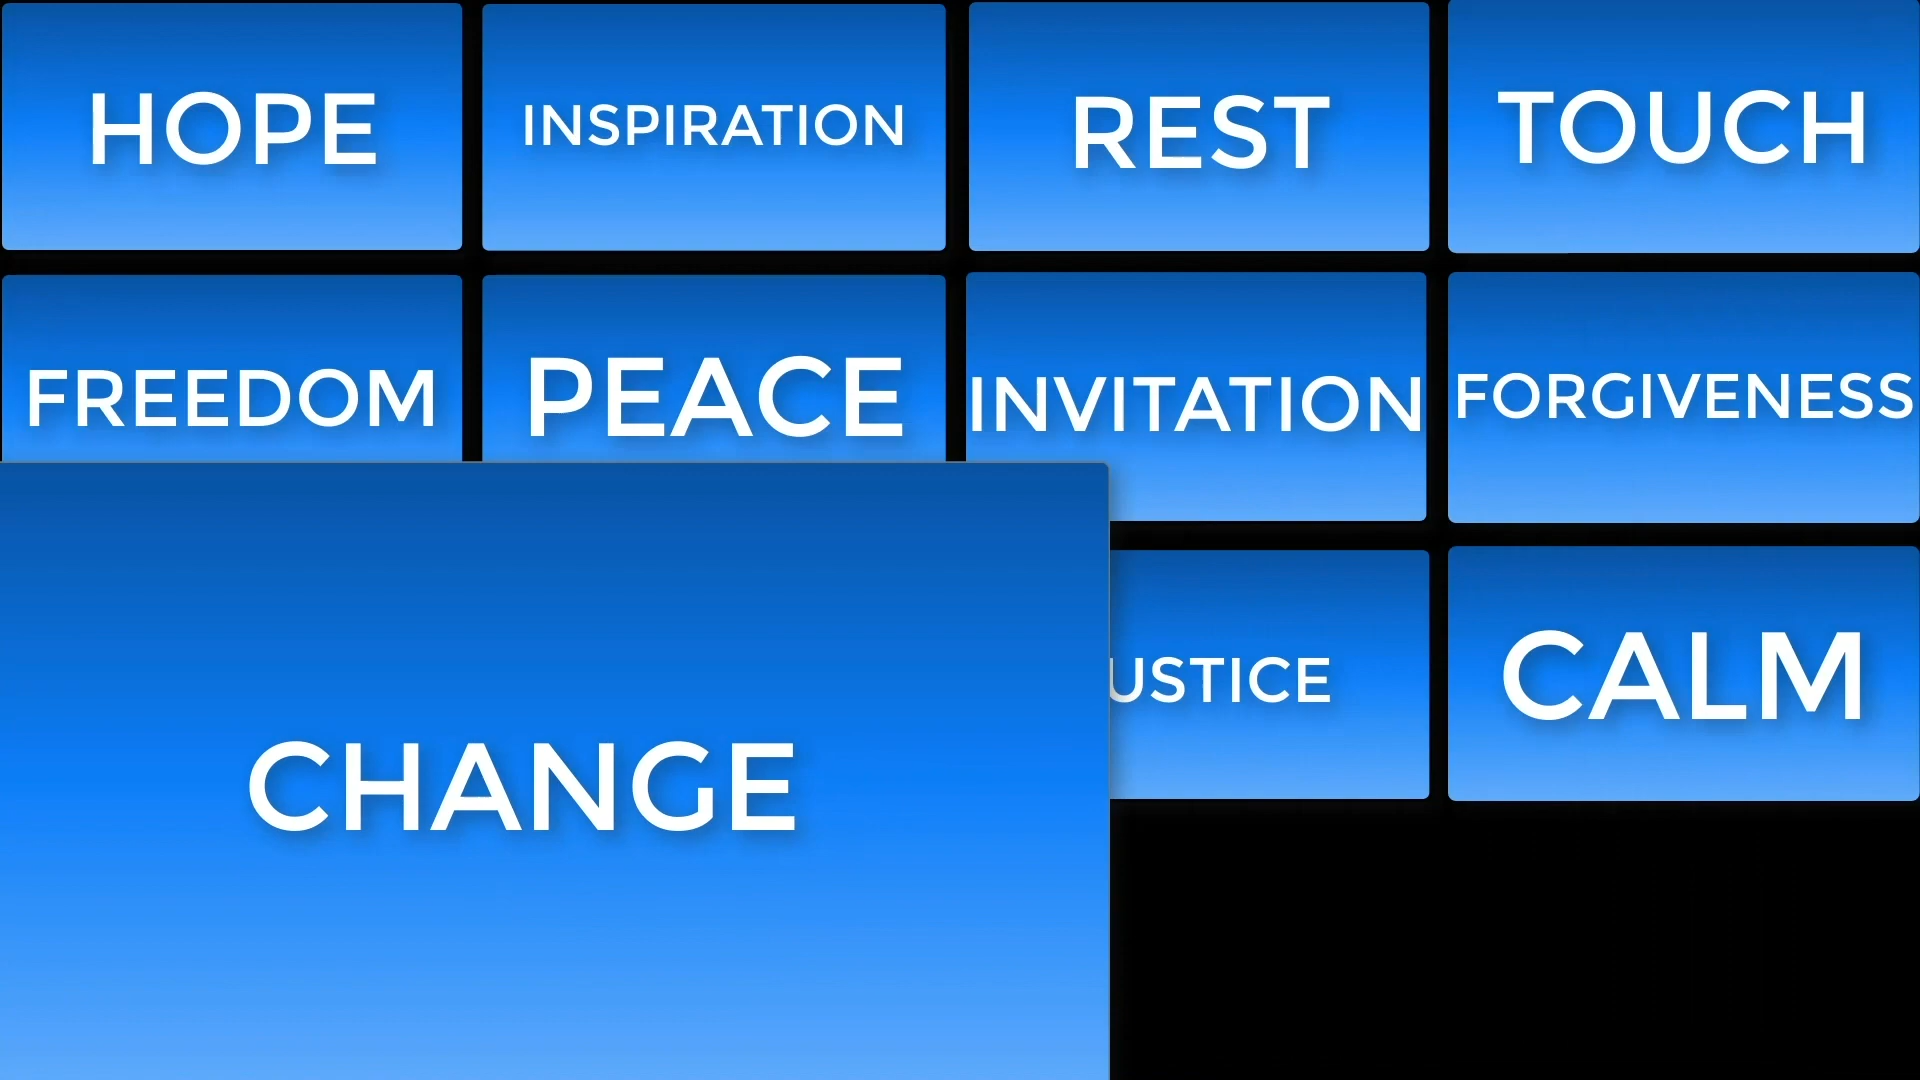 HOPE
INSPIRATION
REST
TOUCH
FREEDOM
PEACE
INVITATION
FORGIVENESS
USTICE
CALM
CHANGE